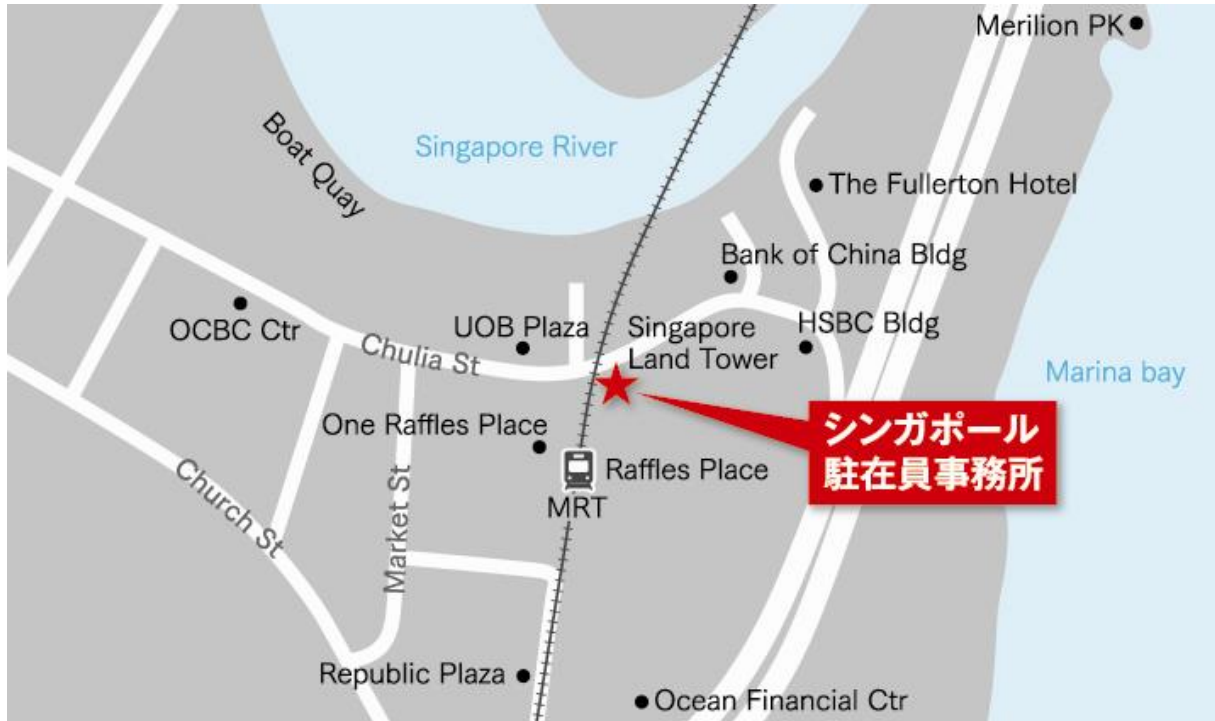 Merilion PK
Boat Quay
Singapore River
The Fullerton Hotel
Bank of China Bldg
OCBC Ctr
UOB Plaza
Singapore
Land Tower
HSBC Bldg
Chulia St
Marina bay
One Raffles Place
シンガポール
駐在員事務所
Raffles Place
MRT
Church St
Market St
Republic Plaza
Ocean Financial Ctr